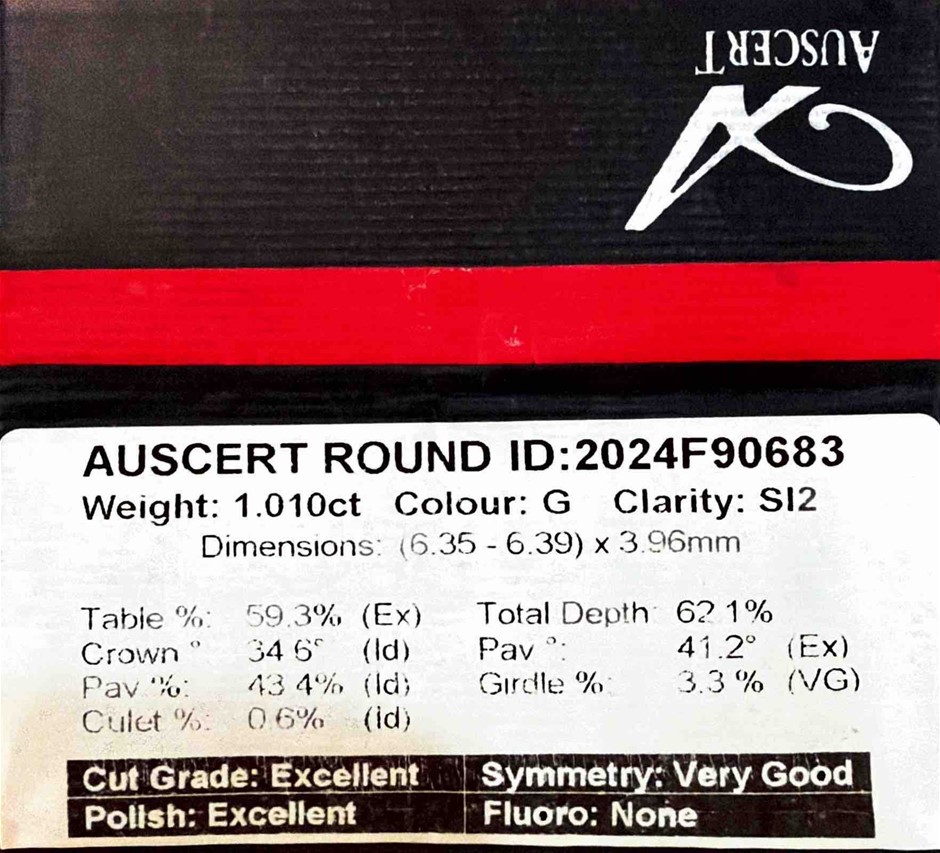 AUSCERT
AUSCERT ROUND ID:2024F90683
Weight: 1.010ct Colour: G Clarity: SI2
Dimensions: (6.35 - 6.39) x 3.96mm
Table %: 59.3% (Ex) Total Depth: 62.1%
Crown °: 34.6° (Id) Pav °: 41.2° (Ex)
Pav %: 43.4% (Id) Girdle %: 3.3 % (VG)
Culet %: 0.6% (Id)
Cut Grade: Excellent Symmetry: Very Good
Polish: Excellent Fluoro: None